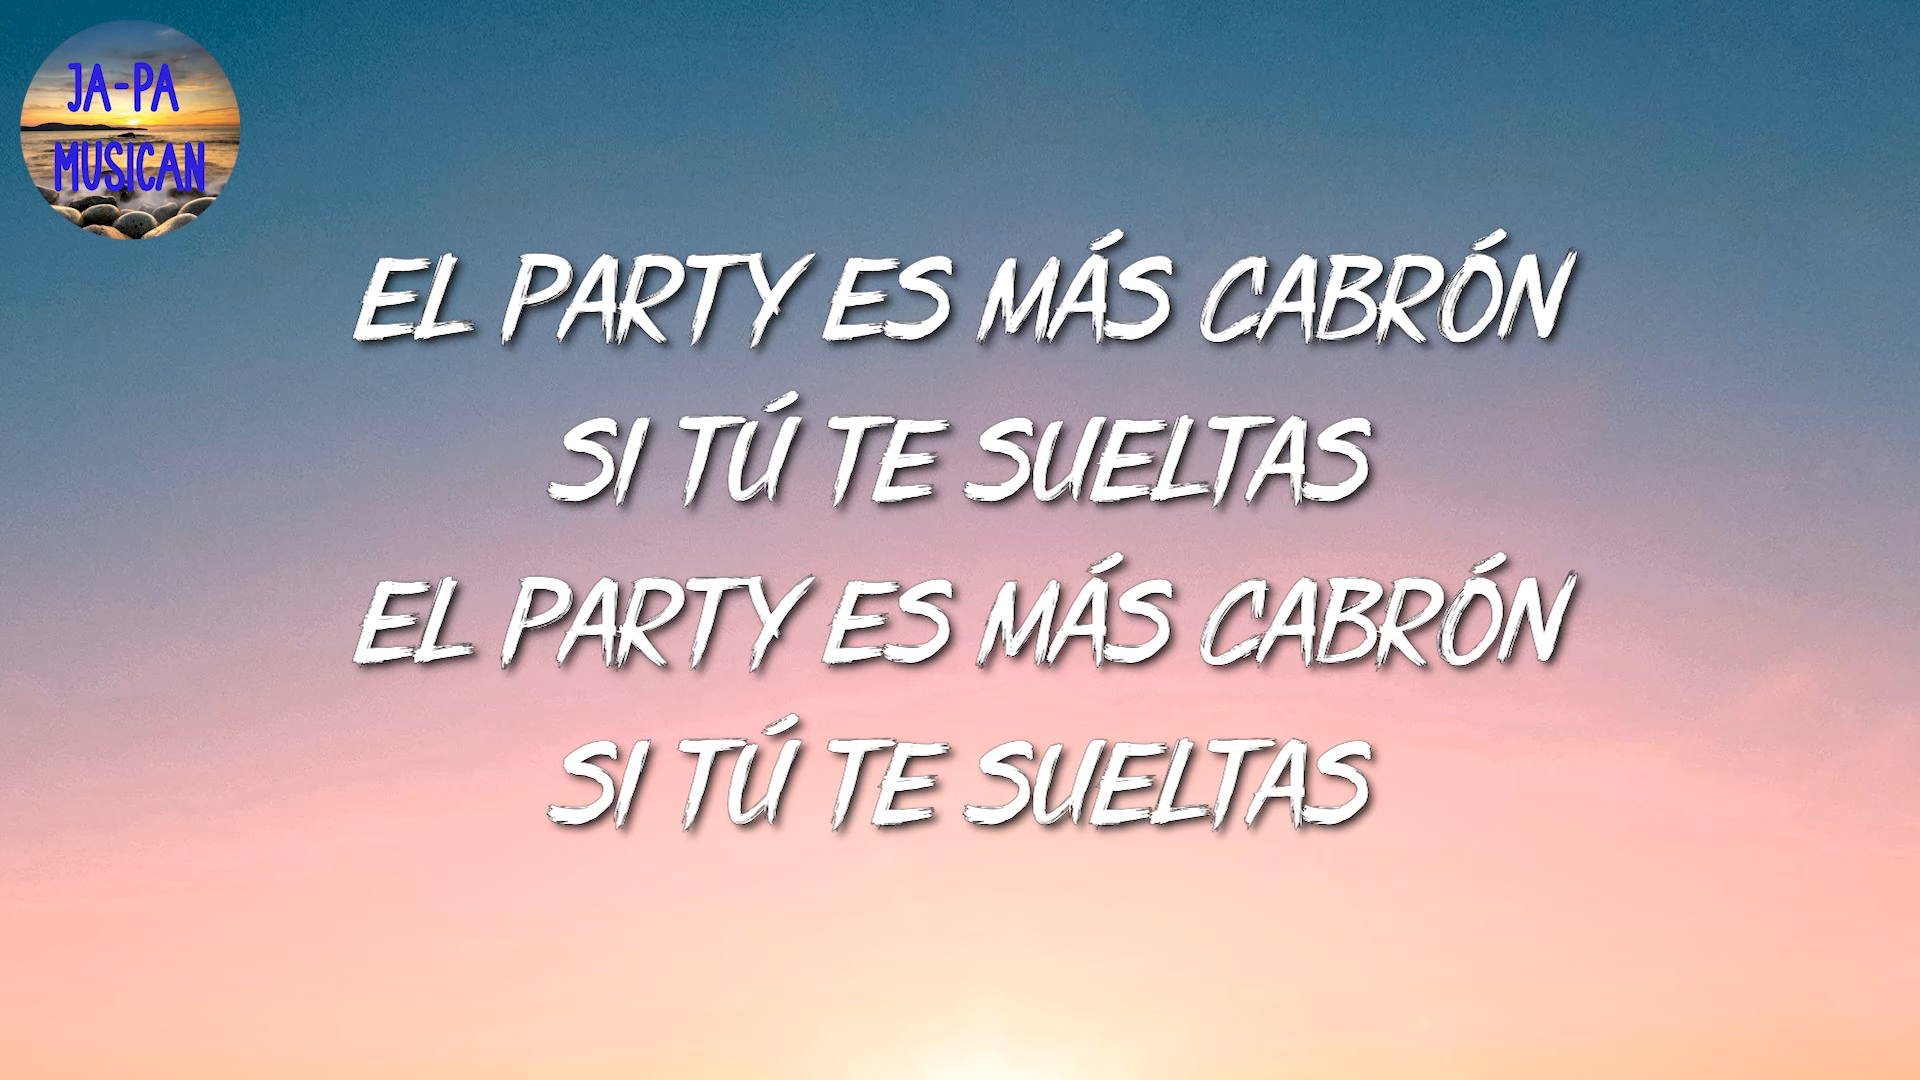 JA-PA
MUSICAN
EL PARTY ES MÁS CABRÓN
SI TÚ TE SUELTAS
EL PARTY ES MÁS CABRÓN
SI TÚ TE SUELTAS